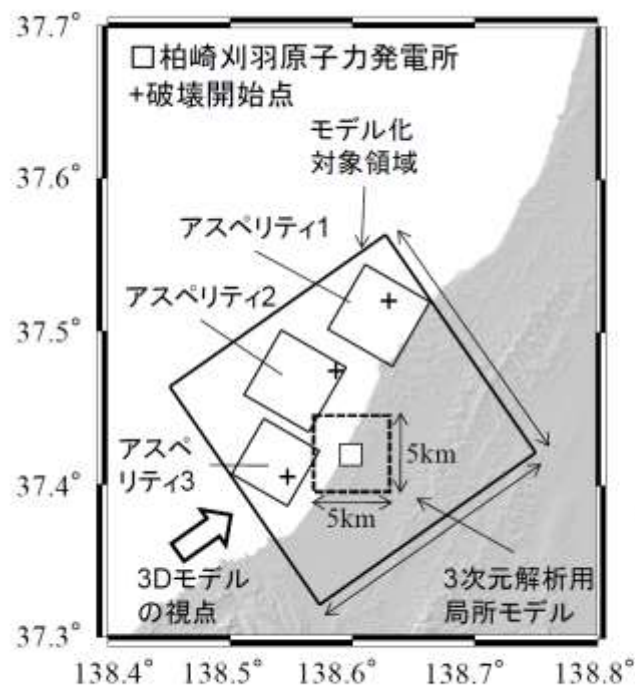 37.7°
□柏崎刈羽原子力発電所
+破壊開始点
モデル化
対象領域
37.6°
アスペリティ1
アスペリティ2
37.5°
アスペ
リティ3
5km
37.4°
5km
3Dモデル
の視点
3次元解析用
局所モデル
37.3°
138.4° 138.5° 138.6° 138.7° 138.8°